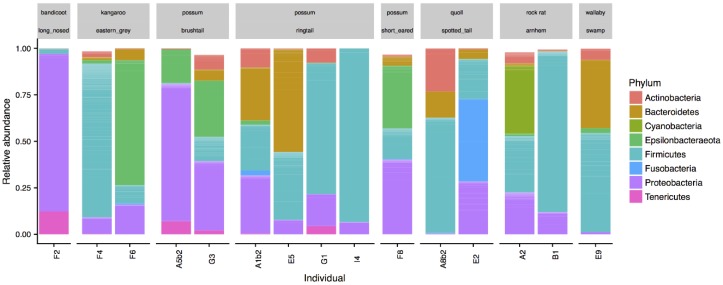 bandicoot kangaroo possum possum possum quoll rock rat wallaby
long_nosed eastern_grey brushtail ringtail short_eared spotted_tail arnhem swamp
Relative abundance
1.00
0.75
0.50
0.25
0.00
F2 F4 F6 A5b2 G3 A1b2 E5 G1 I4 F8 A8b2 E2 A2 B1 E9
Individual
Phylum
Actinobacteria
Bacteroidetes
Cyanobacteria
Epsilonbacteraeota
Firmicutes
Fusobacteria
Proteobacteria
Tenericutes